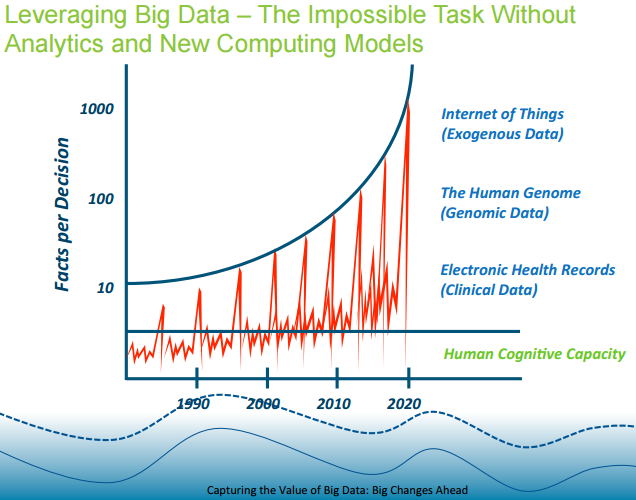 Leveraging Big Data – The Impossible Task Without
Analytics and New Computing Models
Facts per Decision
1000
100
10
Internet of Things
(Exogenous Data)
The Human Genome
(Genomic Data)
Electronic Health Records
(Clinical Data)
Human Cognitive Capacity
1990 2000 2010 2020
Capturing the Value of Big Data: Big Changes Ahead